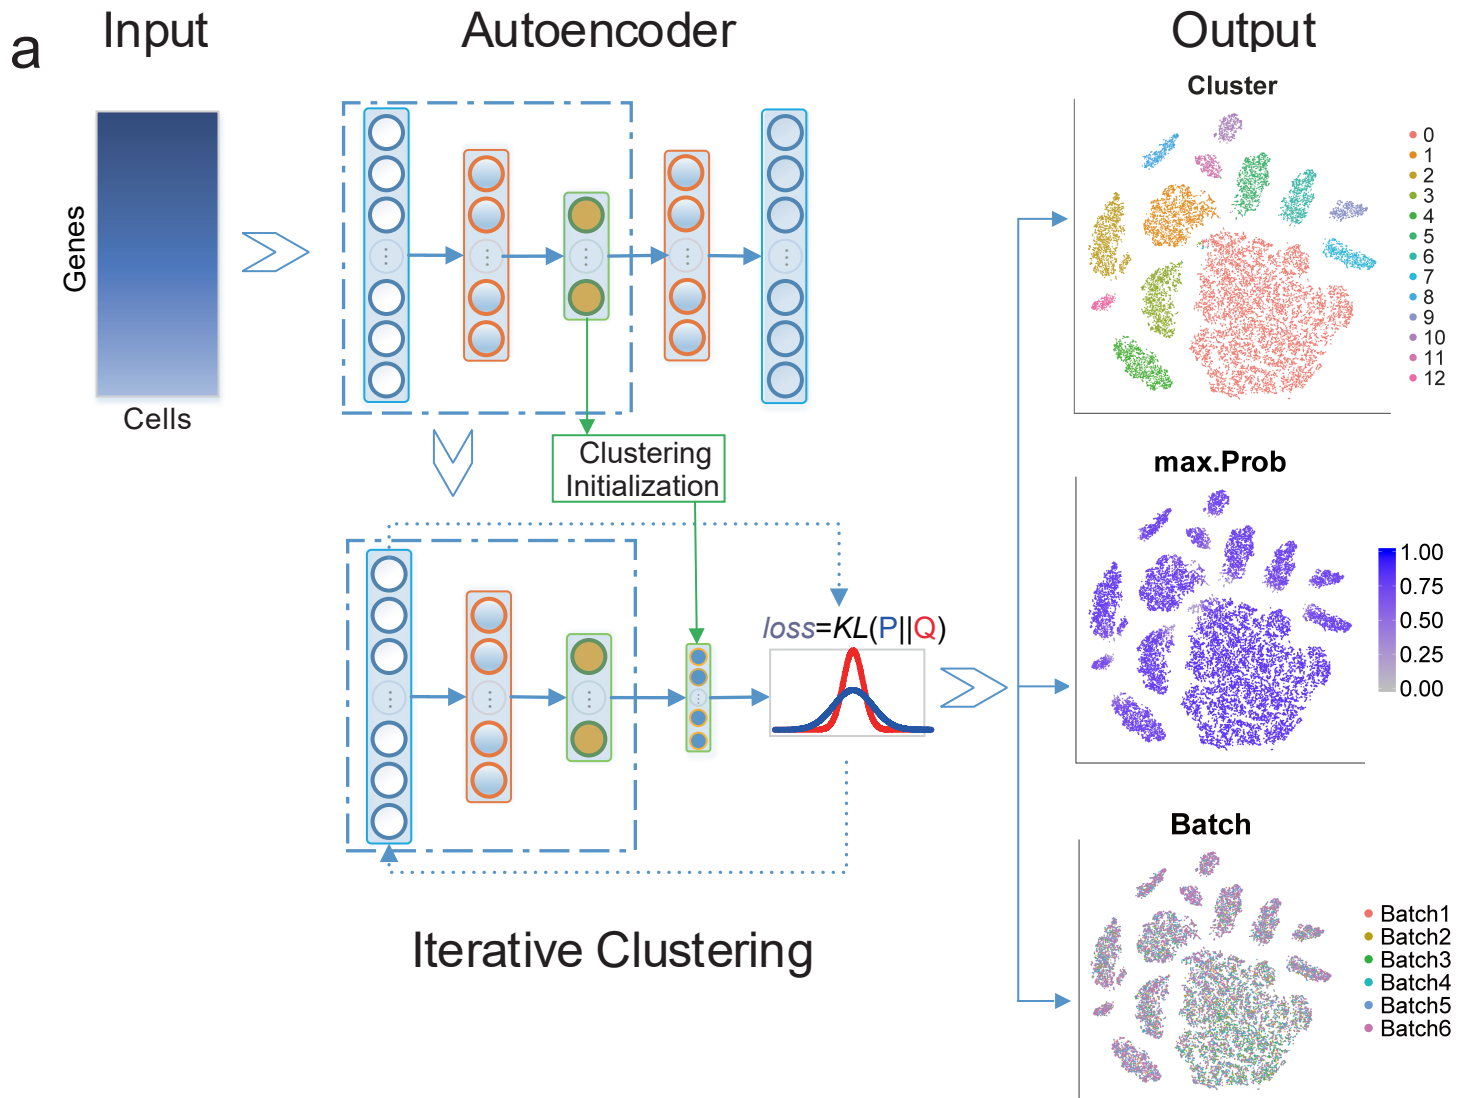 a
Input
Autoencoder
Output
Genes
Cells
Clustering
Initialization
loss=KL(P||Q)
Iterative Clustering
Cluster
0
1
2
3
4
5
6
7
8
9
10
11
12
max.Prob
1.00
0.75
0.50
0.25
0.00
Batch
Batch1
Batch2
Batch3
Batch4
Batch5
Batch6